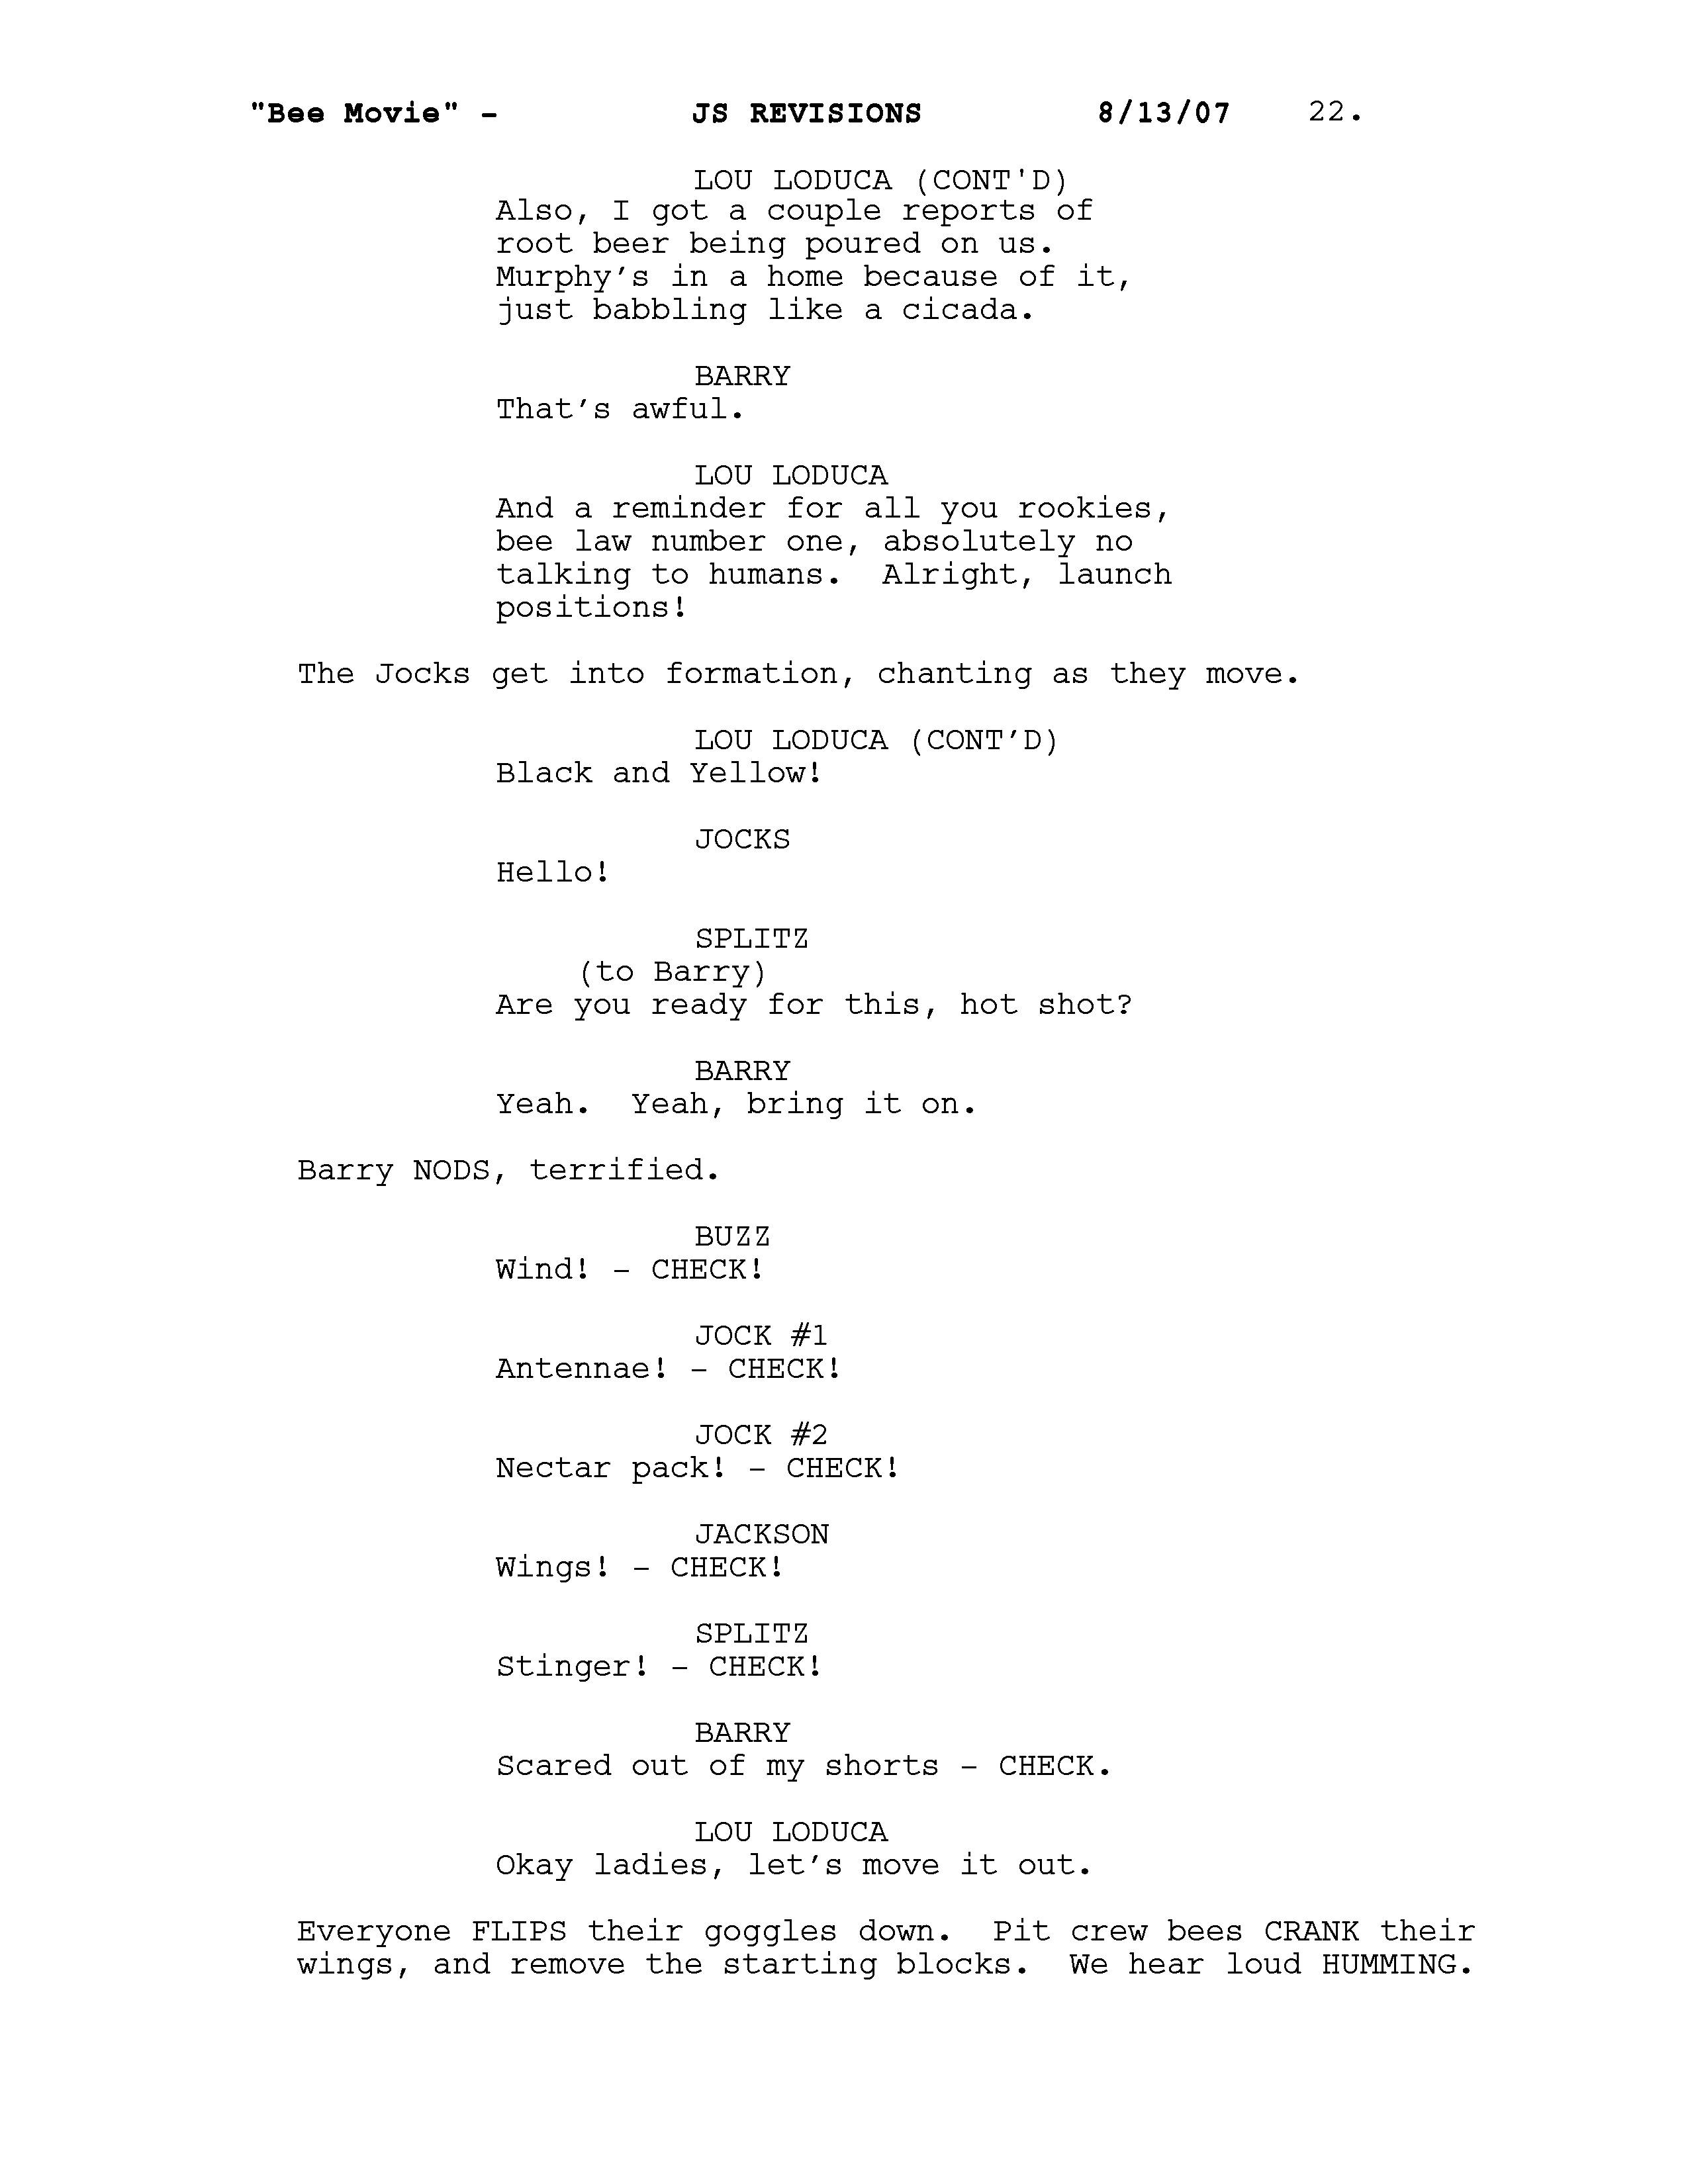 "Bee Movie" - JS REVISIONS 8/13/07 22.
LOU LODUCA (CONT'D)
Also, I got a couple reports of
root beer being poured on us.
Murphy’s in a home because of it,
just babbling like a cicada.
BARRY
That’s awful.
LOU LODUCA
And a reminder for all you rookies,
bee law number one, absolutely no
talking to humans.  Alright, launch
positions!
The Jocks get into formation, chanting as they move.
LOU LODUCA (CONT’D)
Black and Yellow!
JOCKS
Hello!
SPLITZ
(to Barry)
Are you ready for this, hot shot?
BARRY
Yeah.  Yeah, bring it on.
Barry NODS, terrified.
BUZZ
Wind! - CHECK!
JOCK #1
Antennae! - CHECK!
JOCK #2
Nectar pack! - CHECK!
JACKSON
Wings! - CHECK!
SPLITZ
Stinger! - CHECK!
BARRY
Scared out of my shorts - CHECK.
LOU LODUCA
Okay ladies, let’s move it out.
Everyone FLIPS their goggles down.  Pit crew bees CRANK their
wings, and remove the starting blocks.  We hear loud HUMMING.